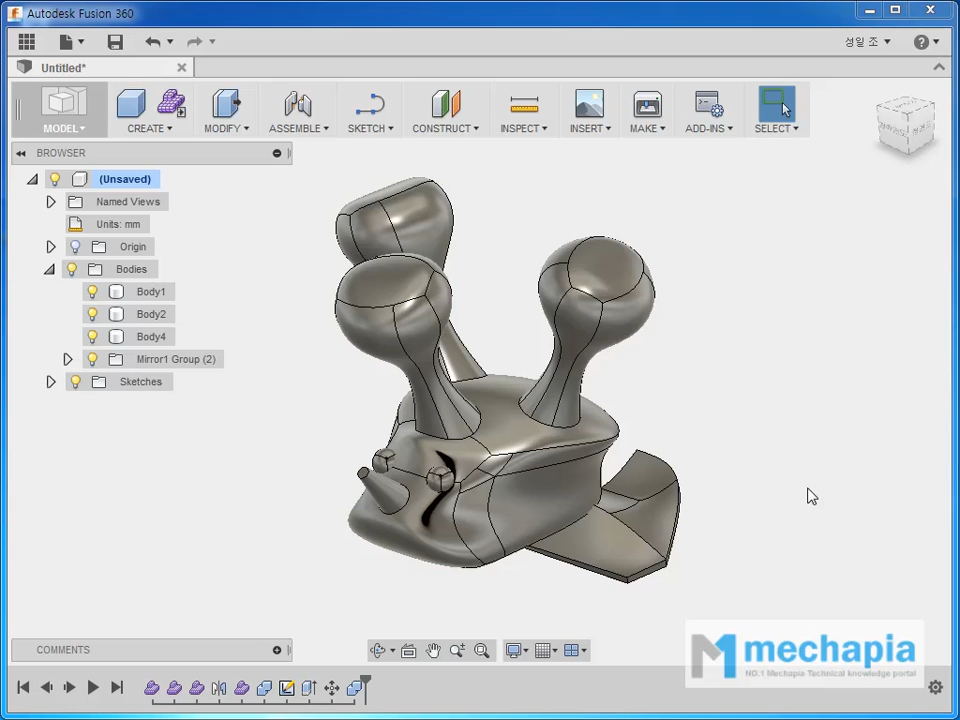 Autodesk Fusion 360
성일 조
Untitled*
MODEL
CREATE
MODIFY
ASSEMBLE
SKETCH
CONSTRUCT
INSPECT
INSERT
MAKE
ADD-INS
SELECT
BROWSER
(Unsaved)
Named Views
Units: mm
Origin
Bodies
Body1
Body2
Body4
Mirror1 Group (2)
Sketches
COMMENTS
mechapia
NO.1 Mechapia Technical knowledge portal